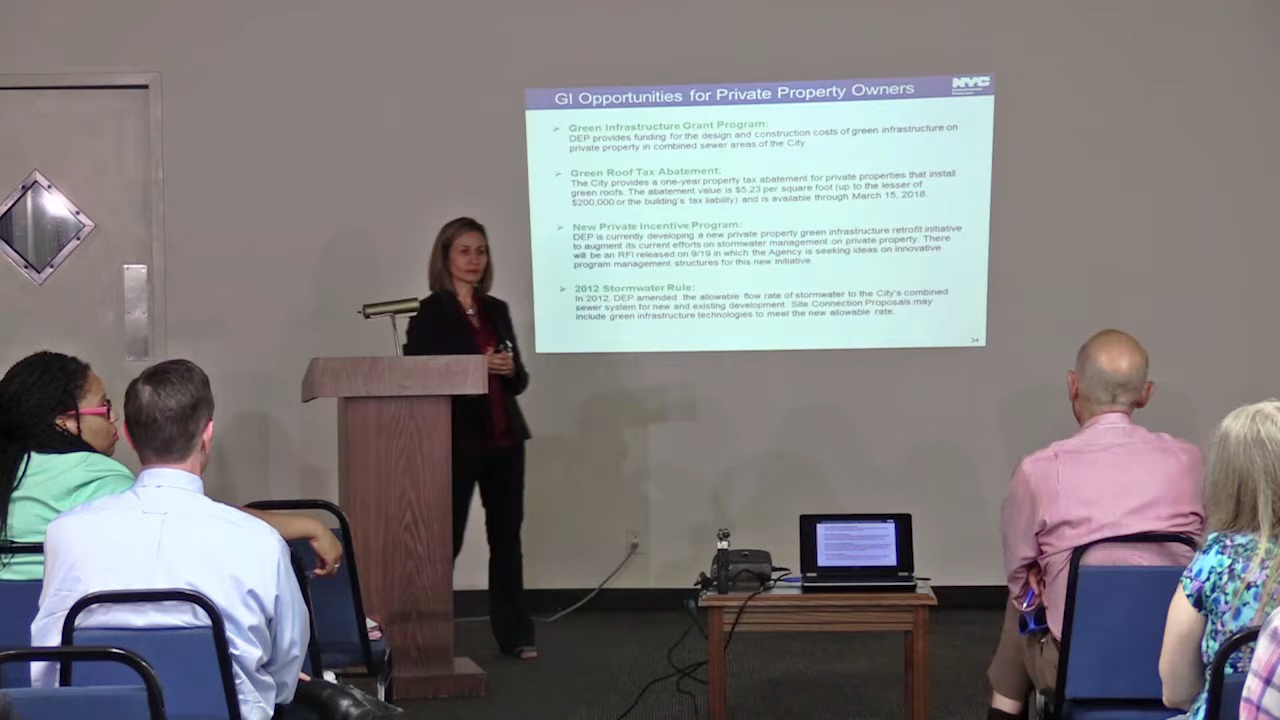 GI Opportunities for Private Property Owners
NYC
Green Infrastructure Grant Program:
DEP provides funding for the design and construction costs of green infrastructure on
private property in combined sewer areas of the City
Green Roof Tax Abatement:
The City provides a one-year property tax abatement for private properties that install
green roofs. The abatement value is $5.23 per square foot (up to the lesser of
$200,000 or the building's tax liability) and is available through March 15, 2018.
New Private Incentive Program:
DEP is currently developing a new private property green infrastructure retrofit initiative
to augment its current efforts on stormwater management on private property. There
will be an RFI released on 9/19 in which the Agency is seeking ideas on innovative
program management structures for this new initiative.
2012 Stormwater Rule:
In 2012, DEP amended the allowable flow rate of stormwater to the City's combined
sewer system for new and existing development. Site Connection Proposals may
include green infrastructure technologies to meet the new allowable rate.
34